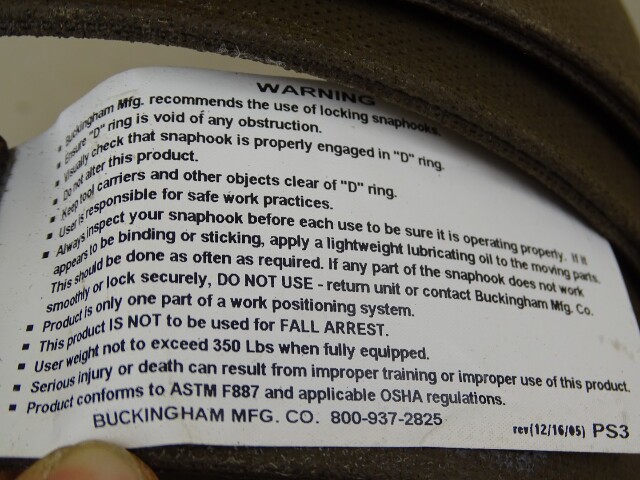 WARNING
▪ Buckingham Mfg. recommends the use of locking snaphooks.
▪ Ensure "D" ring is void of any obstruction.
▪ Visually check that snaphook is properly engaged in "D" ring.
▪ Do not alter this product.
▪ Keep tool carriers and other objects clear of "D" ring.
▪ User is responsible for safe work practices.
▪ Always inspect your snaphook before each use to be sure it is operating properly. If it
appears to be binding or sticking, apply a lightweight lubricating oil to the moving parts.
This should be done as often as required. If any part of the snaphook does not work
smoothly or lock securely, DO NOT USE - return unit or contact Buckingham Mfg. Co.
▪ Product is only one part of a work positioning system.
▪ This product IS NOT to be used for FALL ARREST.
▪ User weight not to exceed 350 Lbs when fully equipped.
▪ Serious injury or death can result from improper training or improper use of this product.
▪ Product conforms to ASTM F887 and applicable OSHA regulations.
BUCKINGHAM MFG. CO. 800-937-2825
rev(12/16/05) PS3